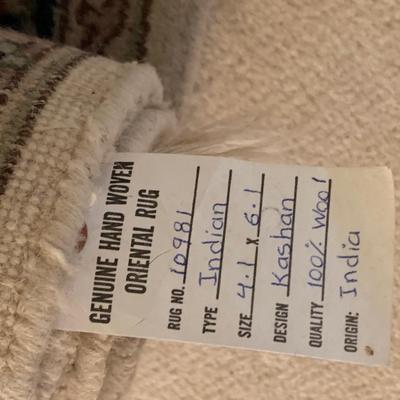 GENUINE HAND WOVEN
ORIENTAL RUG
RUG NO. 10981
TYPE Indian
SIZE 4.1 x 6.1
DESIGN Kashan
QUALITY 100% Wool
ORIGIN: India